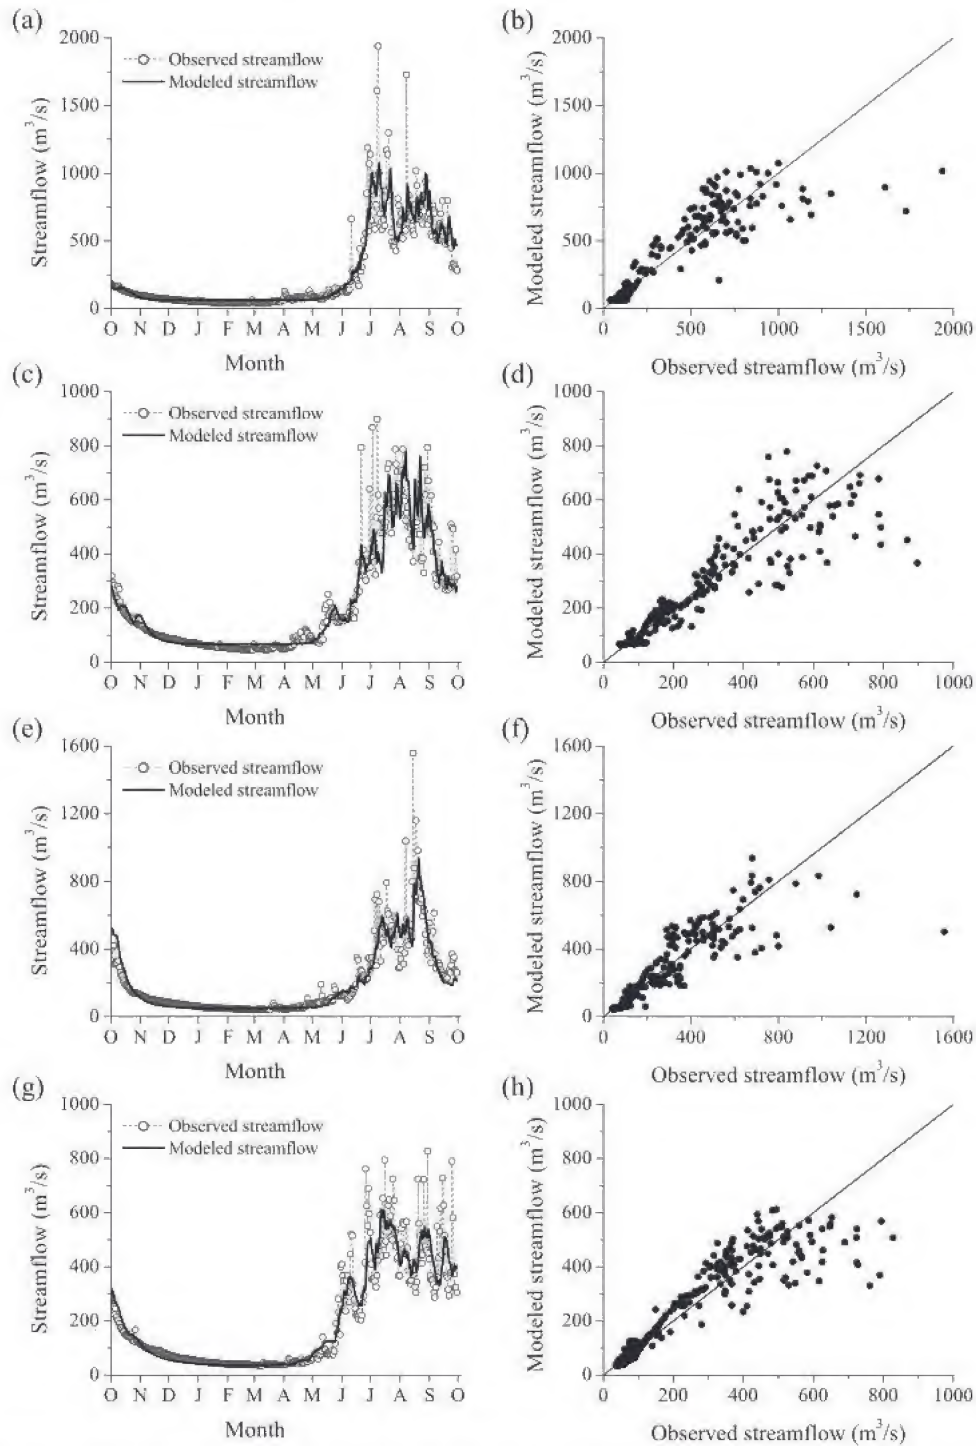 (a)
2000
1500
1000
500
0
Streamflow (m³/s)
Observed streamflow
Modeled streamflow
O N D J F M A M J J A S O
Month
(b)
2000
1500
1000
500
0
Modeled streamflow (m³/s)
0 500 1000 1500 2000
Observed streamflow (m³/s)
(c)
1000
800
600
400
200
0
Streamflow (m³/s)
Observed streamflow
Modeled streamflow
O N D J F M A M J J A S O
Month
(d)
1000
800
600
400
200
0
Modeled streamflow (m³/s)
0 200 400 600 800 1000
Observed streamflow (m³/s)
(e)
1600
1200
800
400
0
Streamflow (m³/s)
Observed streamflow
Modeled streamflow
O N D J F M A M J J A S O
Month
(f)
1600
1200
800
400
0
Modeled streamflow (m³/s)
0 400 800 1200 1600
Observed streamflow (m³/s)
(g)
1000
800
600
400
200
0
Streamflow (m³/s)
Observed streamflow
Modeled streamflow
O N D J F M A M J J A S O
Month
(h)
1000
800
600
400
200
0
Modeled streamflow (m³/s)
0 200 400 600 800 1000
Observed streamflow (m³/s)